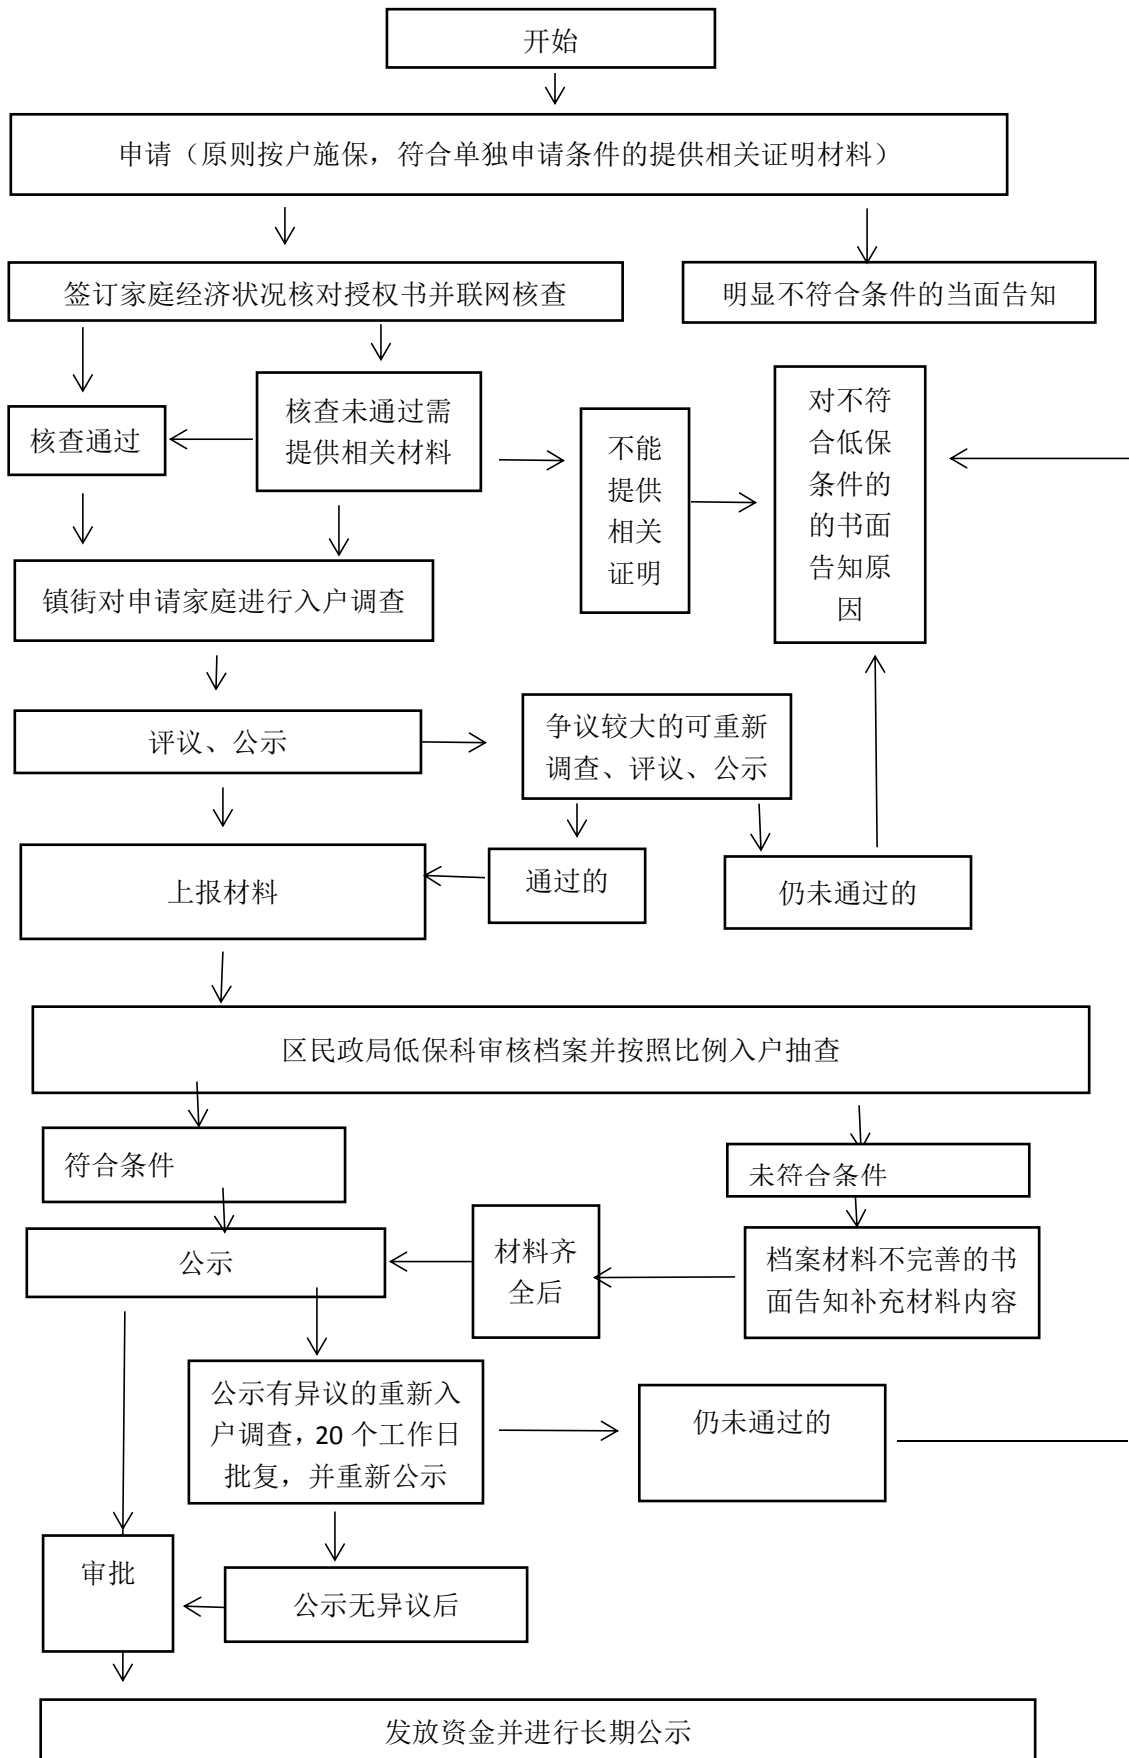 开始
申请（原则按户施保，符合单独申请条件的提供相关证明材料）
签订家庭经济状况核对授权书并联网核查
明显不符合条件的当面告知
核查通过
核查未通过需
提供相关材料
不能
提供
相关
证明
对不符
合低保
条件的
的书面
告知原
因
镇街对申请家庭进行入户调查
评议、公示
争议较大的可重新
调查、评议、公示
上报材料
通过的
仍未通过的
区民政局低保科审核档案并按照比例入户抽查
符合条件
未符合条件
公示
材料齐
全后
档案材料不完善的书
面告知补充材料内容
公示有异议的重新入
户调查，20 个工作日
批复，并重新公示
仍未通过的
审批
公示无异议后
发放资金并进行长期公示